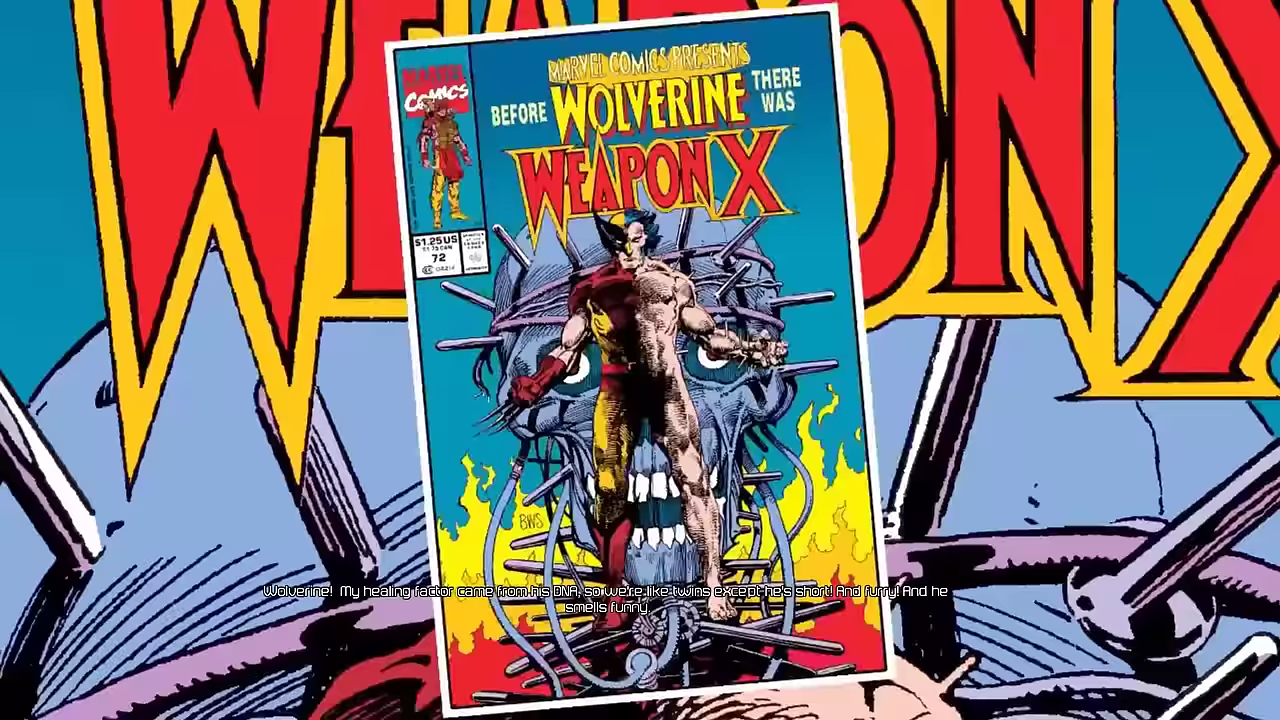 WEAPON X
MARVEL COMICS PRESENTS
MARVEL
COMICS
BEFORE WOLVERINE THERE
WAS
WEAPON X
$1.25 US
72
BWS
Wolverine! My healing factor came from his DNA, so we're like twins except he's short! And furry! And he
smells funny.